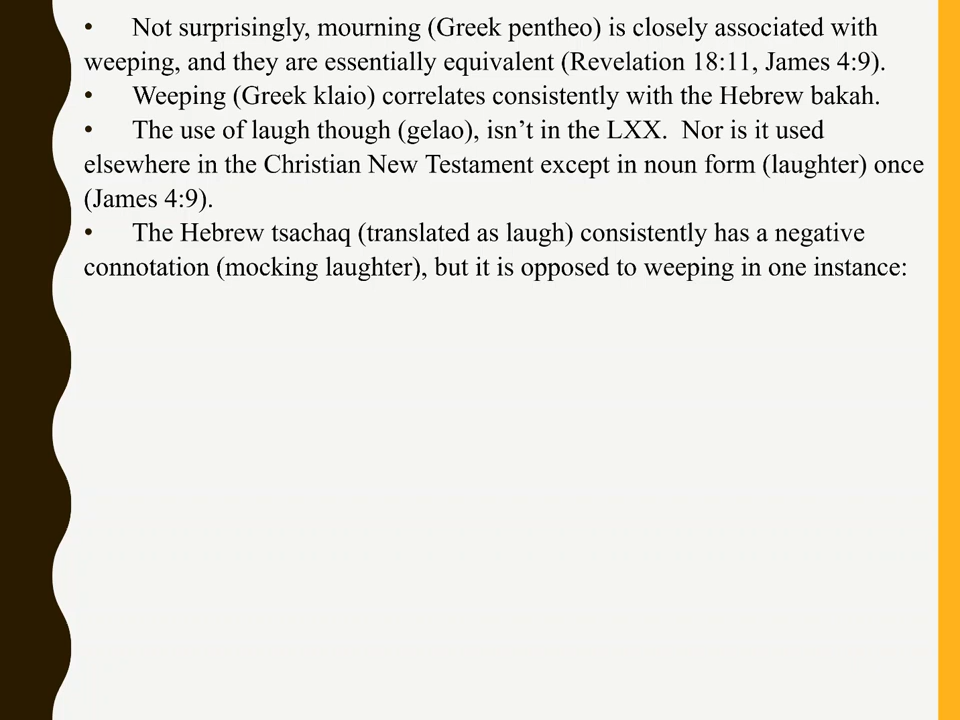 • Not surprisingly, mourning (Greek pentheo) is closely associated with
weeping, and they are essentially equivalent (Revelation 18:11, James 4:9).
• Weeping (Greek klaio) correlates consistently with the Hebrew bakah.
• The use of laugh though (gelao), isn’t in the LXX.  Nor is it used
elsewhere in the Christian New Testament except in noun form (laughter) once
(James 4:9).
• The Hebrew tsachaq (translated as laugh) consistently has a negative
connotation (mocking laughter), but it is opposed to weeping in one instance: